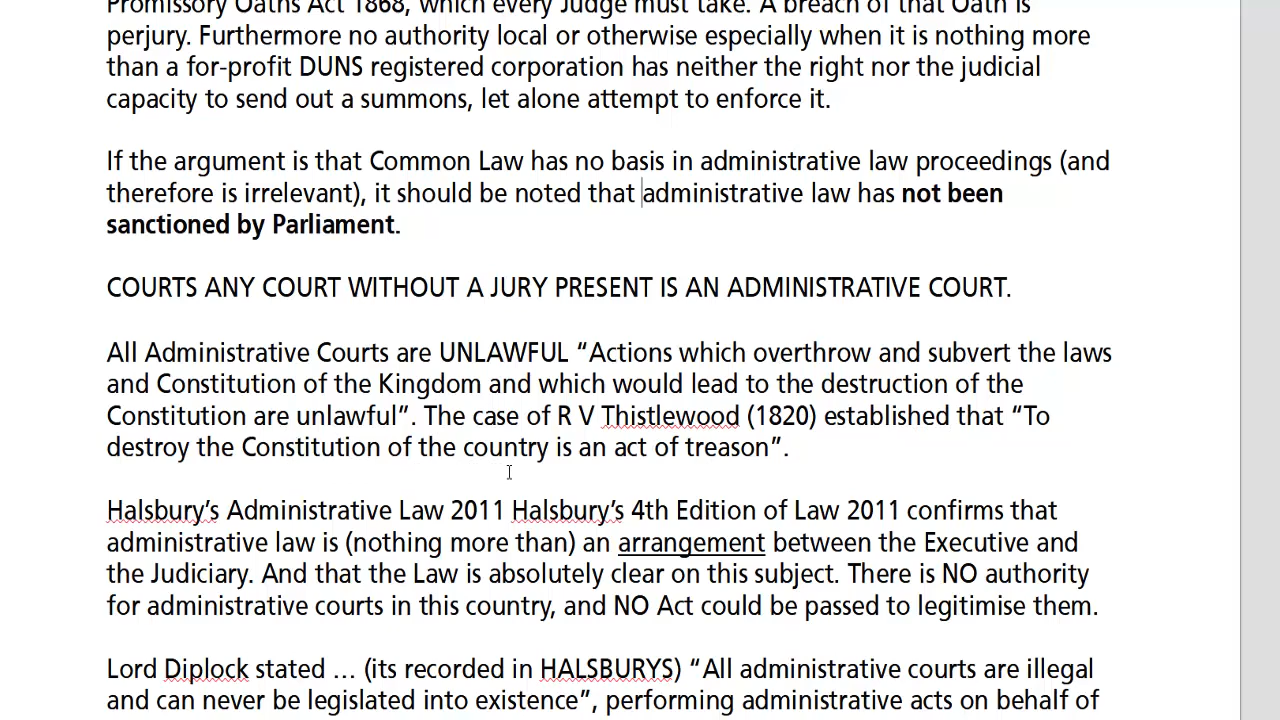 Promissory Oaths Act 1868, which every Judge must take. A breach of that Oath is
perjury. Furthermore no authority local or otherwise especially when it is nothing more
than a for-profit DUNS registered corporation has neither the right nor the judicial
capacity to send out a summons, let alone attempt to enforce it.
If the argument is that Common Law has no basis in administrative law proceedings (and
therefore is irrelevant), it should be noted that administrative law has not been
sanctioned by Parliament.
COURTS ANY COURT WITHOUT A JURY PRESENT IS AN ADMINISTRATIVE COURT.
All Administrative Courts are UNLAWFUL “Actions which overthrow and subvert the laws
and Constitution of the Kingdom and which would lead to the destruction of the
Constitution are unlawful”. The case of R V Thistlewood (1820) established that “To
destroy the Constitution of the country is an act of treason”.
Halsbury’s Administrative Law 2011 Halsbury’s 4th Edition of Law 2011 confirms that
administrative law is (nothing more than) an arrangement between the Executive and
the Judiciary. And that the Law is absolutely clear on this subject. There is NO authority
for administrative courts in this country, and NO Act could be passed to legitimise them.
Lord Diplock stated … (its recorded in HALSBURYS) “All administrative courts are illegal
and can never be legislated into existence”, performing administrative acts on behalf of